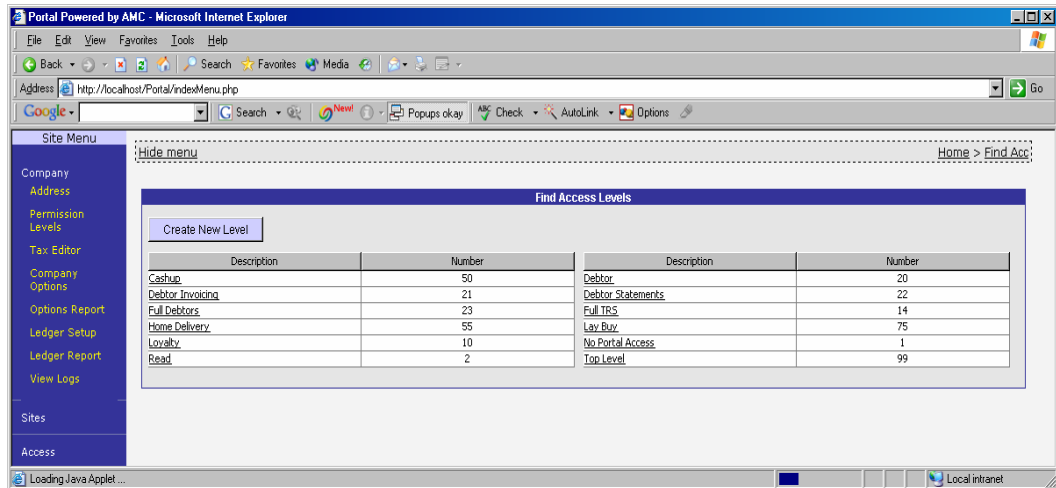 Portal Powered by AMC - Microsoft Internet Explorer
File Edit View Favorites Tools Help
Back Search Favorites Media
Address http://localhost/Portal/indexMenu.php Go
Google Search New! Popups okay ABC Check AutoLink Options
Site Menu
Hide menu Home > Find Acc
Company
Address
Permission
Levels
Tax Editor
Company
Options
Options Report
Ledger Setup
Ledger Report
View Logs
Sites
Access
Find Access Levels
Create New Level
Description Number Description Number
Cashup 50 Debtor 20
Debtor Invoicing 21 Debtor Statements 22
Full Debtors 23 Full TRS 14
Home Delivery 55 Lay Buy 75
Loyalty 10 No Portal Access 1
Read 2 Top Level 99
Loading Java Applet ... Local intranet